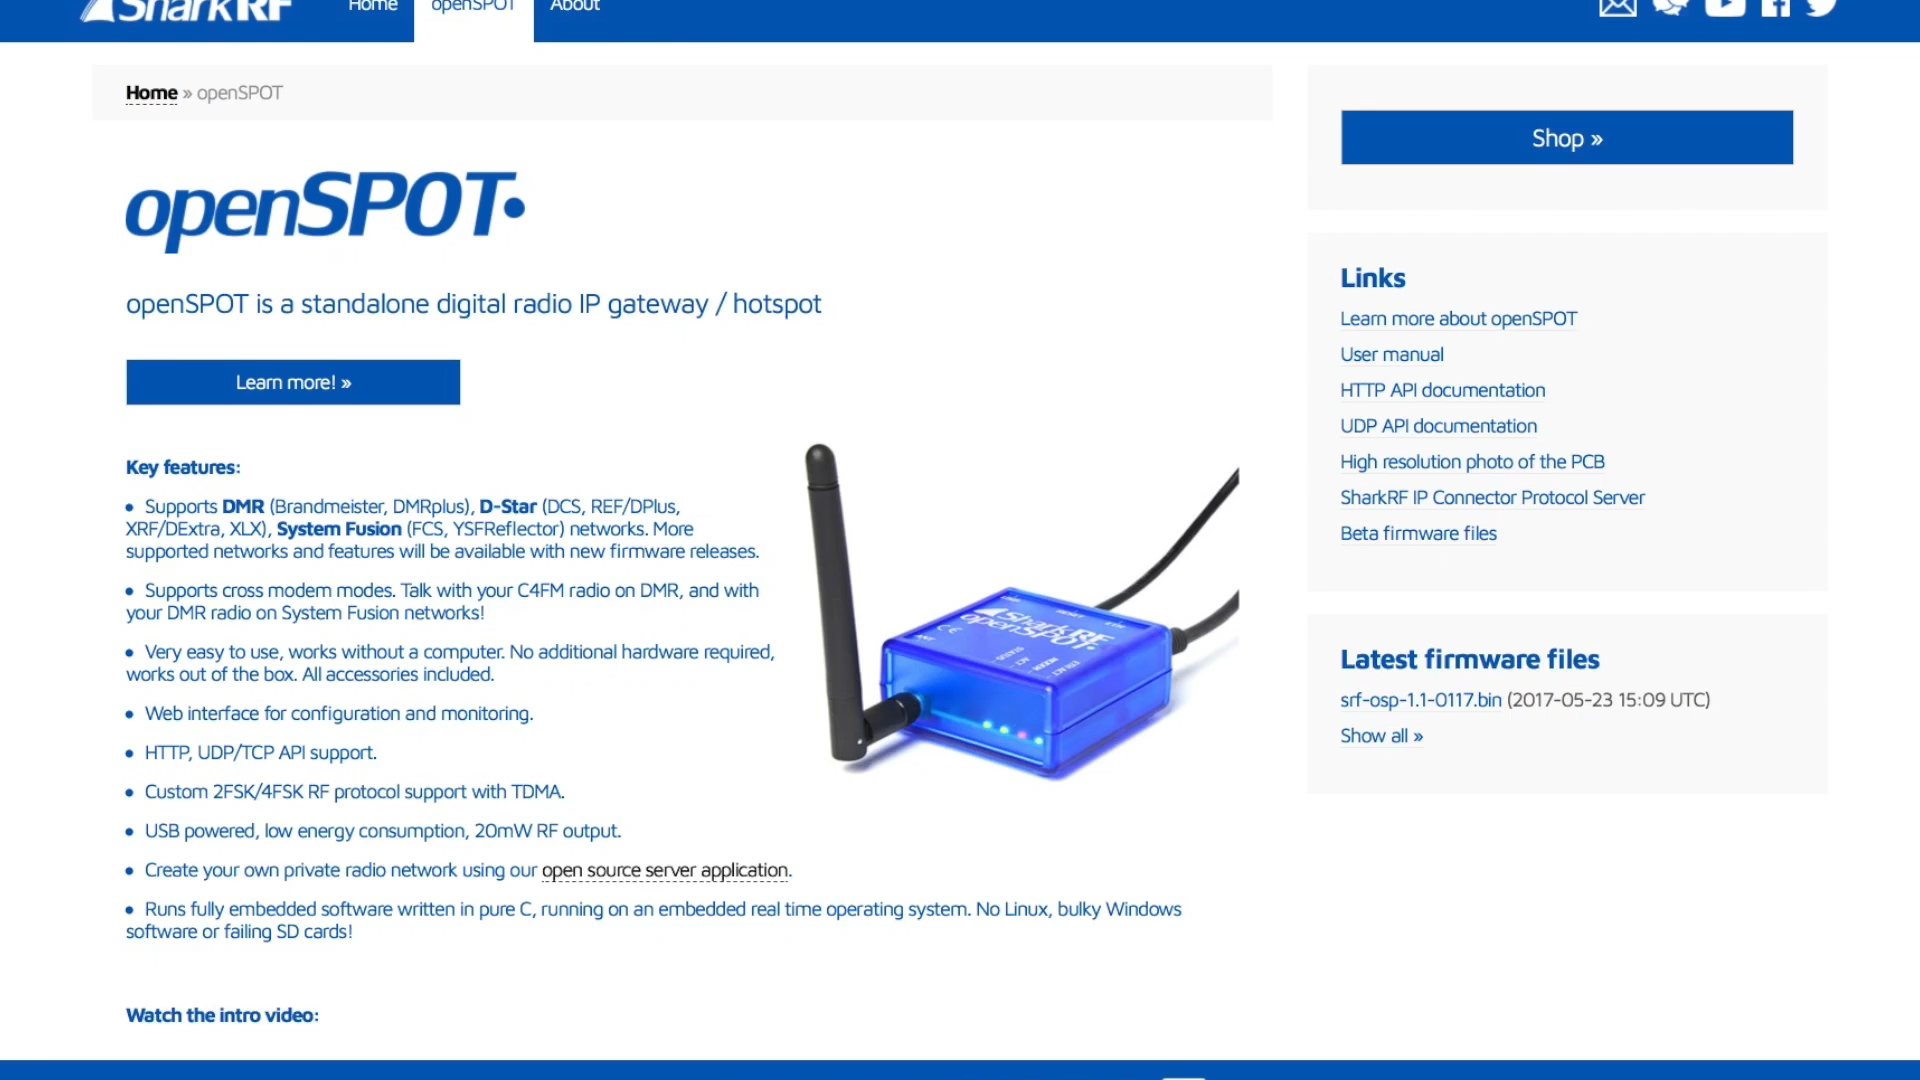 SharkRF
Home
openSPOT
About
Home » openSPOT
openSPOT•
openSPOT is a standalone digital radio IP gateway / hotspot
Learn more! »
Key features:
• Supports DMR (Brandmeister, DMRplus), D-Star (DCS, REF/DPlus,
XRF/DExtra, XLX), System Fusion (FCS, YSFReflector) networks. More
supported networks and features will be available with new firmware releases.
• Supports cross modem modes. Talk with your C4FM radio on DMR, and with
your DMR radio on System Fusion networks!
• Very easy to use, works without a computer. No additional hardware required,
works out of the box. All accessories included.
• Web interface for configuration and monitoring.
• HTTP, UDP/TCP API support.
• Custom 2FSK/4FSK RF protocol support with TDMA.
• USB powered, low energy consumption, 20mW RF output.
• Create your own private radio network using our open source server application.
• Runs fully embedded software written in pure C, running on an embedded real time operating system. No Linux, bulky Windows
software or failing SD cards!
Watch the intro video:
SharkRF
openSPOT•
CE
ANT
STATUS
ACT
MODEM
ETH ACT
Shop »
Links
Learn more about openSPOT
User manual
HTTP API documentation
UDP API documentation
High resolution photo of the PCB
SharkRF IP Connector Protocol Server
Beta firmware files
Latest firmware files
srf-osp-1.1-0117.bin (2017-05-23 15:09 UTC)
Show all »